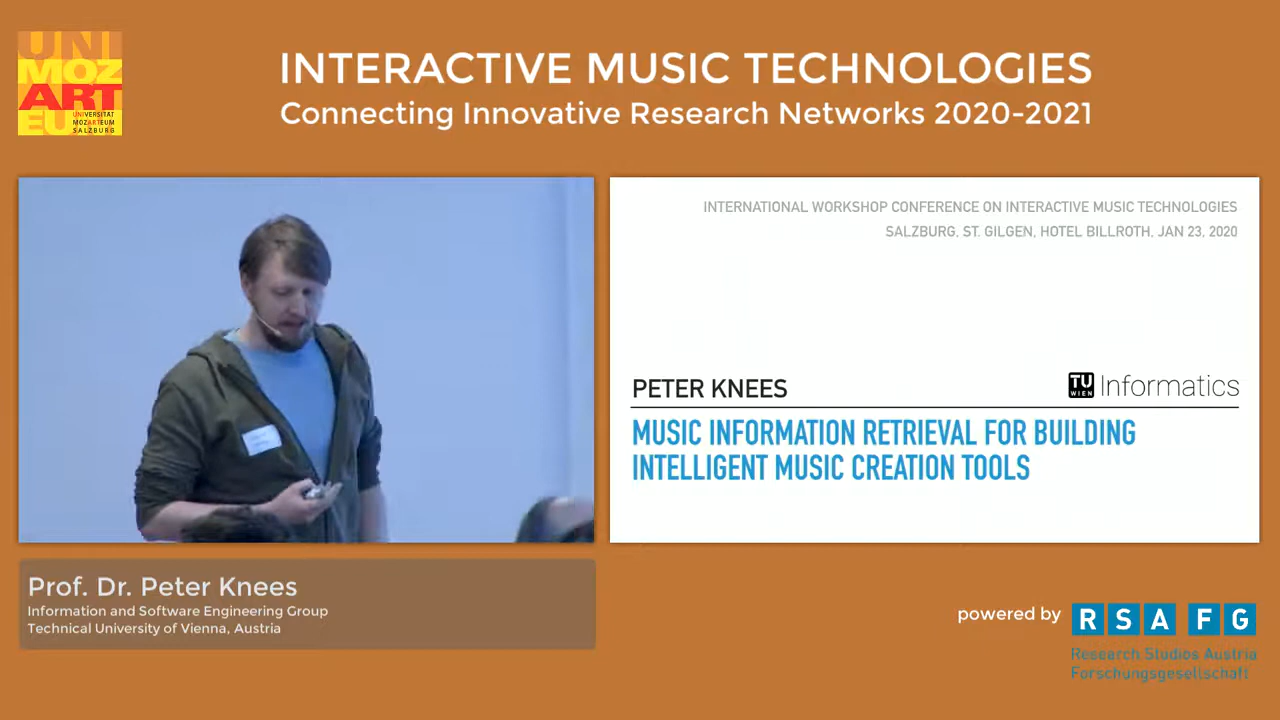 UNI
MOZ
ART
EU
UNIVERSITÄT
MOZARTEUM
SALZBURG
INTERACTIVE MUSIC TECHNOLOGIES
Connecting Innovative Research Networks 2020-2021
INTERNATIONAL WORKSHOP CONFERENCE ON INTERACTIVE MUSIC TECHNOLOGIES
SALZBURG, ST. GILGEN, HOTEL BILLROTH, JAN 23, 2020
PETER KNEES
TU WIEN Informatics
MUSIC INFORMATION RETRIEVAL FOR BUILDING
INTELLIGENT MUSIC CREATION TOOLS
Prof. Dr. Peter Knees
Information and Software Engineering Group
Technical University of Vienna, Austria
powered by RSA FG
Research Studios Austria
Forschungsgesellschaft